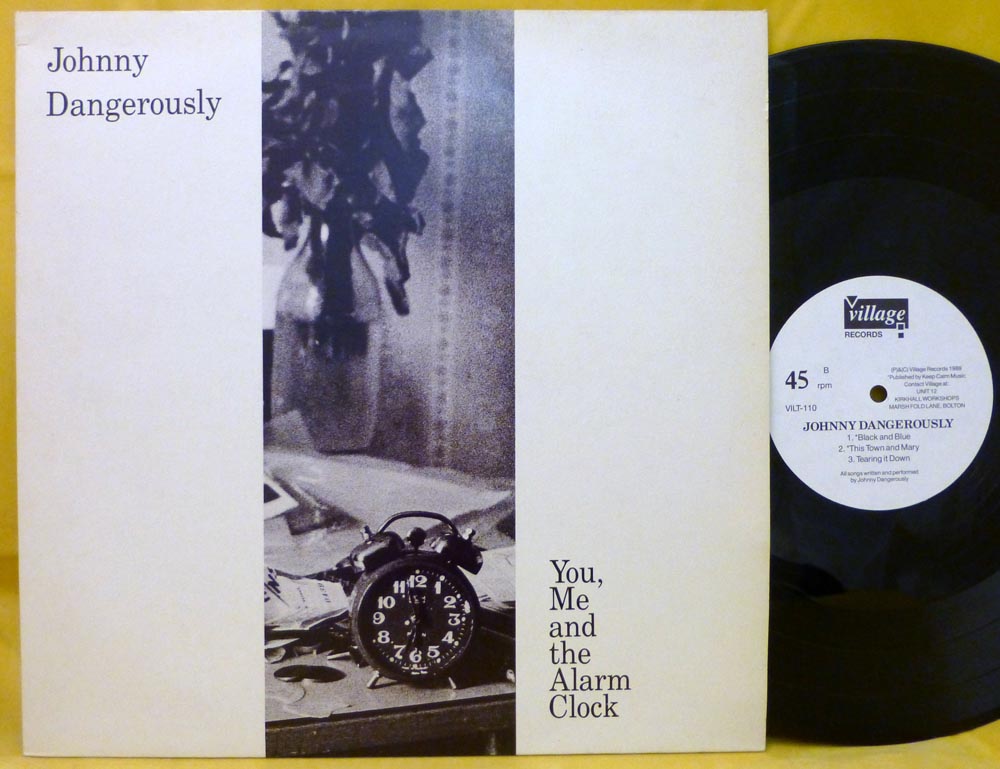 Johnny
Dangerously
You,
Me
and
the
Alarm
Clock
12
11
1
10
2
9
3
8
4
7
5
6
village
RECORDS
45
rpm
B
VILT-110
(P)&(C) Village Records 1989
*Published by Keep Calm Music
Contact Village at:
UNIT 12
KIRKHALL WORKSHOPS
MARSH FOLD LANE, BOLTON
JOHNNY DANGEROUSLY
1. *Black and Blue
2. *This Town and Mary
3. Tearing it Down
All songs written and performed
by Johnny Dangerously